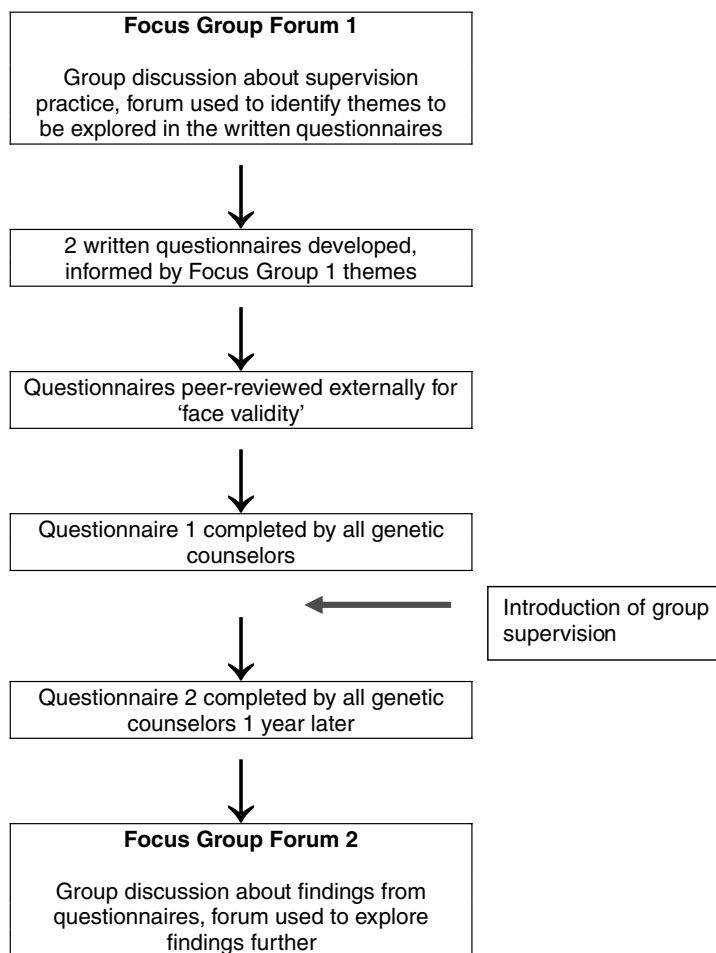 Focus Group Forum 1
Group discussion about supervision
practice, forum used to identify themes to
be explored in the written questionnaires
2 written questionnaires developed,
informed by Focus Group 1 themes
Questionnaires peer-reviewed externally for
‘face validity’
Questionnaire 1 completed by all genetic
counselors
Introduction of group
supervision
Questionnaire 2 completed by all genetic
counselors 1 year later
Focus Group Forum 2
Group discussion about findings from
questionnaires, forum used to explore
findings further